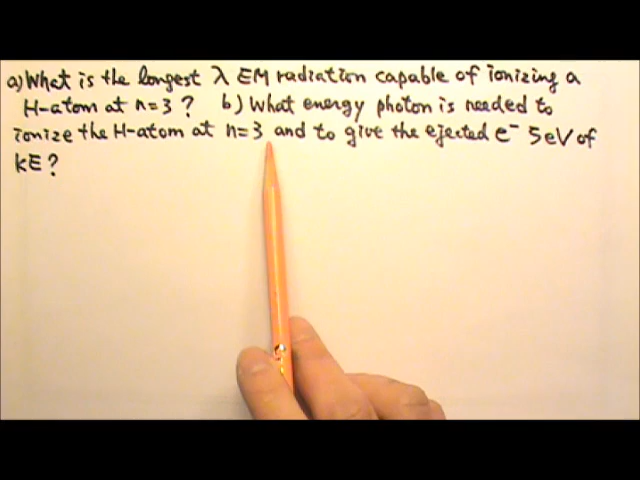 a) What is the longest λ EM radiation capable of ionizing a
H-atom at n=3? b) What energy photon is needed to
ionize the H-atom at n=3 and to give the ejected e⁻ 5eV of
kE?